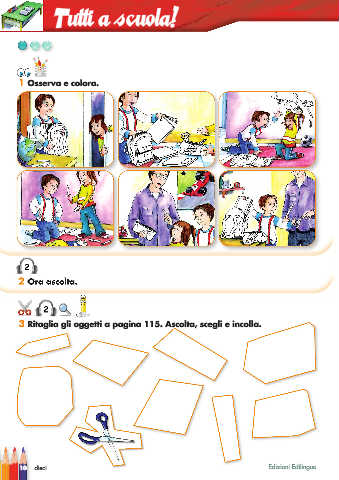 Tutti a scuola!
1 Osserva e colora.
2
2 Ora ascolta.
2
3 Ritaglia gli oggetti a pagina 115. Ascolta, scegli e incolla.
10 dieci
Edizioni Edilingua